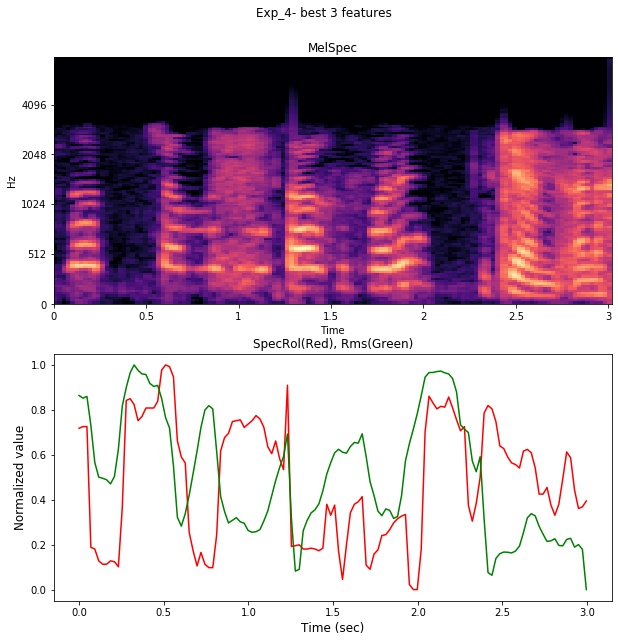 Exp_4- best 3 features
MelSpec
4096
2048
1024
512
0
Hz
0 0.5 1 1.5 2 2.5 3
Time
SpecRol(Red), Rms(Green)
1.0
0.8
0.6
0.4
0.2
0.0
Normalized value
0.0 0.5 1.0 1.5 2.0 2.5 3.0
Time (sec)